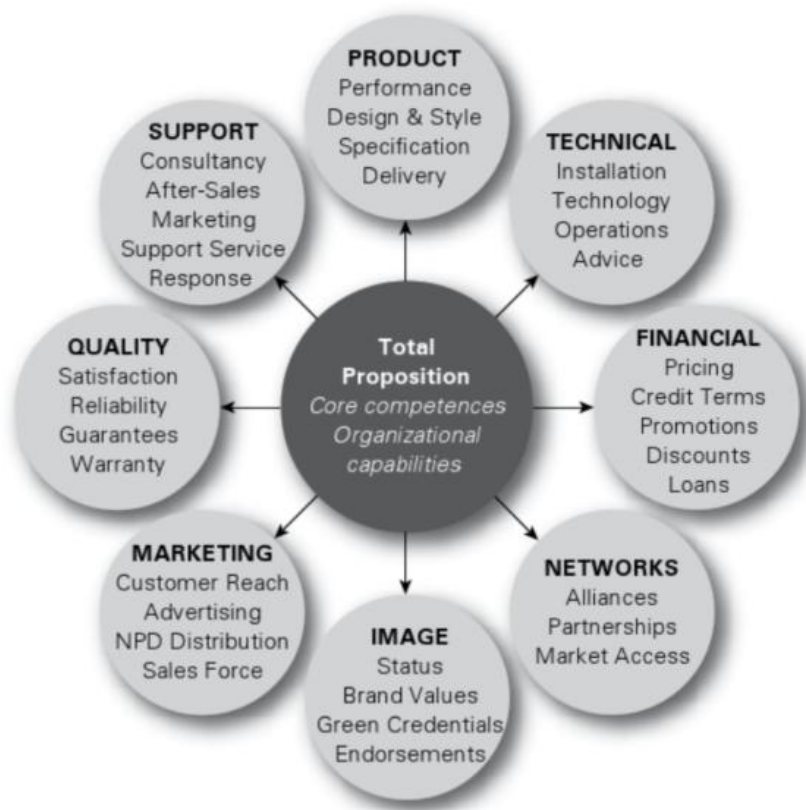 PRODUCT
Performance
Design & Style
Specification
Delivery
TECHNICAL
Installation
Technology
Operations
Advice
FINANCIAL
Pricing
Credit Terms
Promotions
Discounts
Loans
NETWORKS
Alliances
Partnerships
Market Access
IMAGE
Status
Brand Values
Green Credentials
Endorsements
MARKETING
Customer Reach
Advertising
NPD Distribution
Sales Force
QUALITY
Satisfaction
Reliability
Guarantees
Warranty
SUPPORT
Consultancy
After-Sales
Marketing
Support Service
Response
Total
Proposition
Core competences
Organizational
capabilities